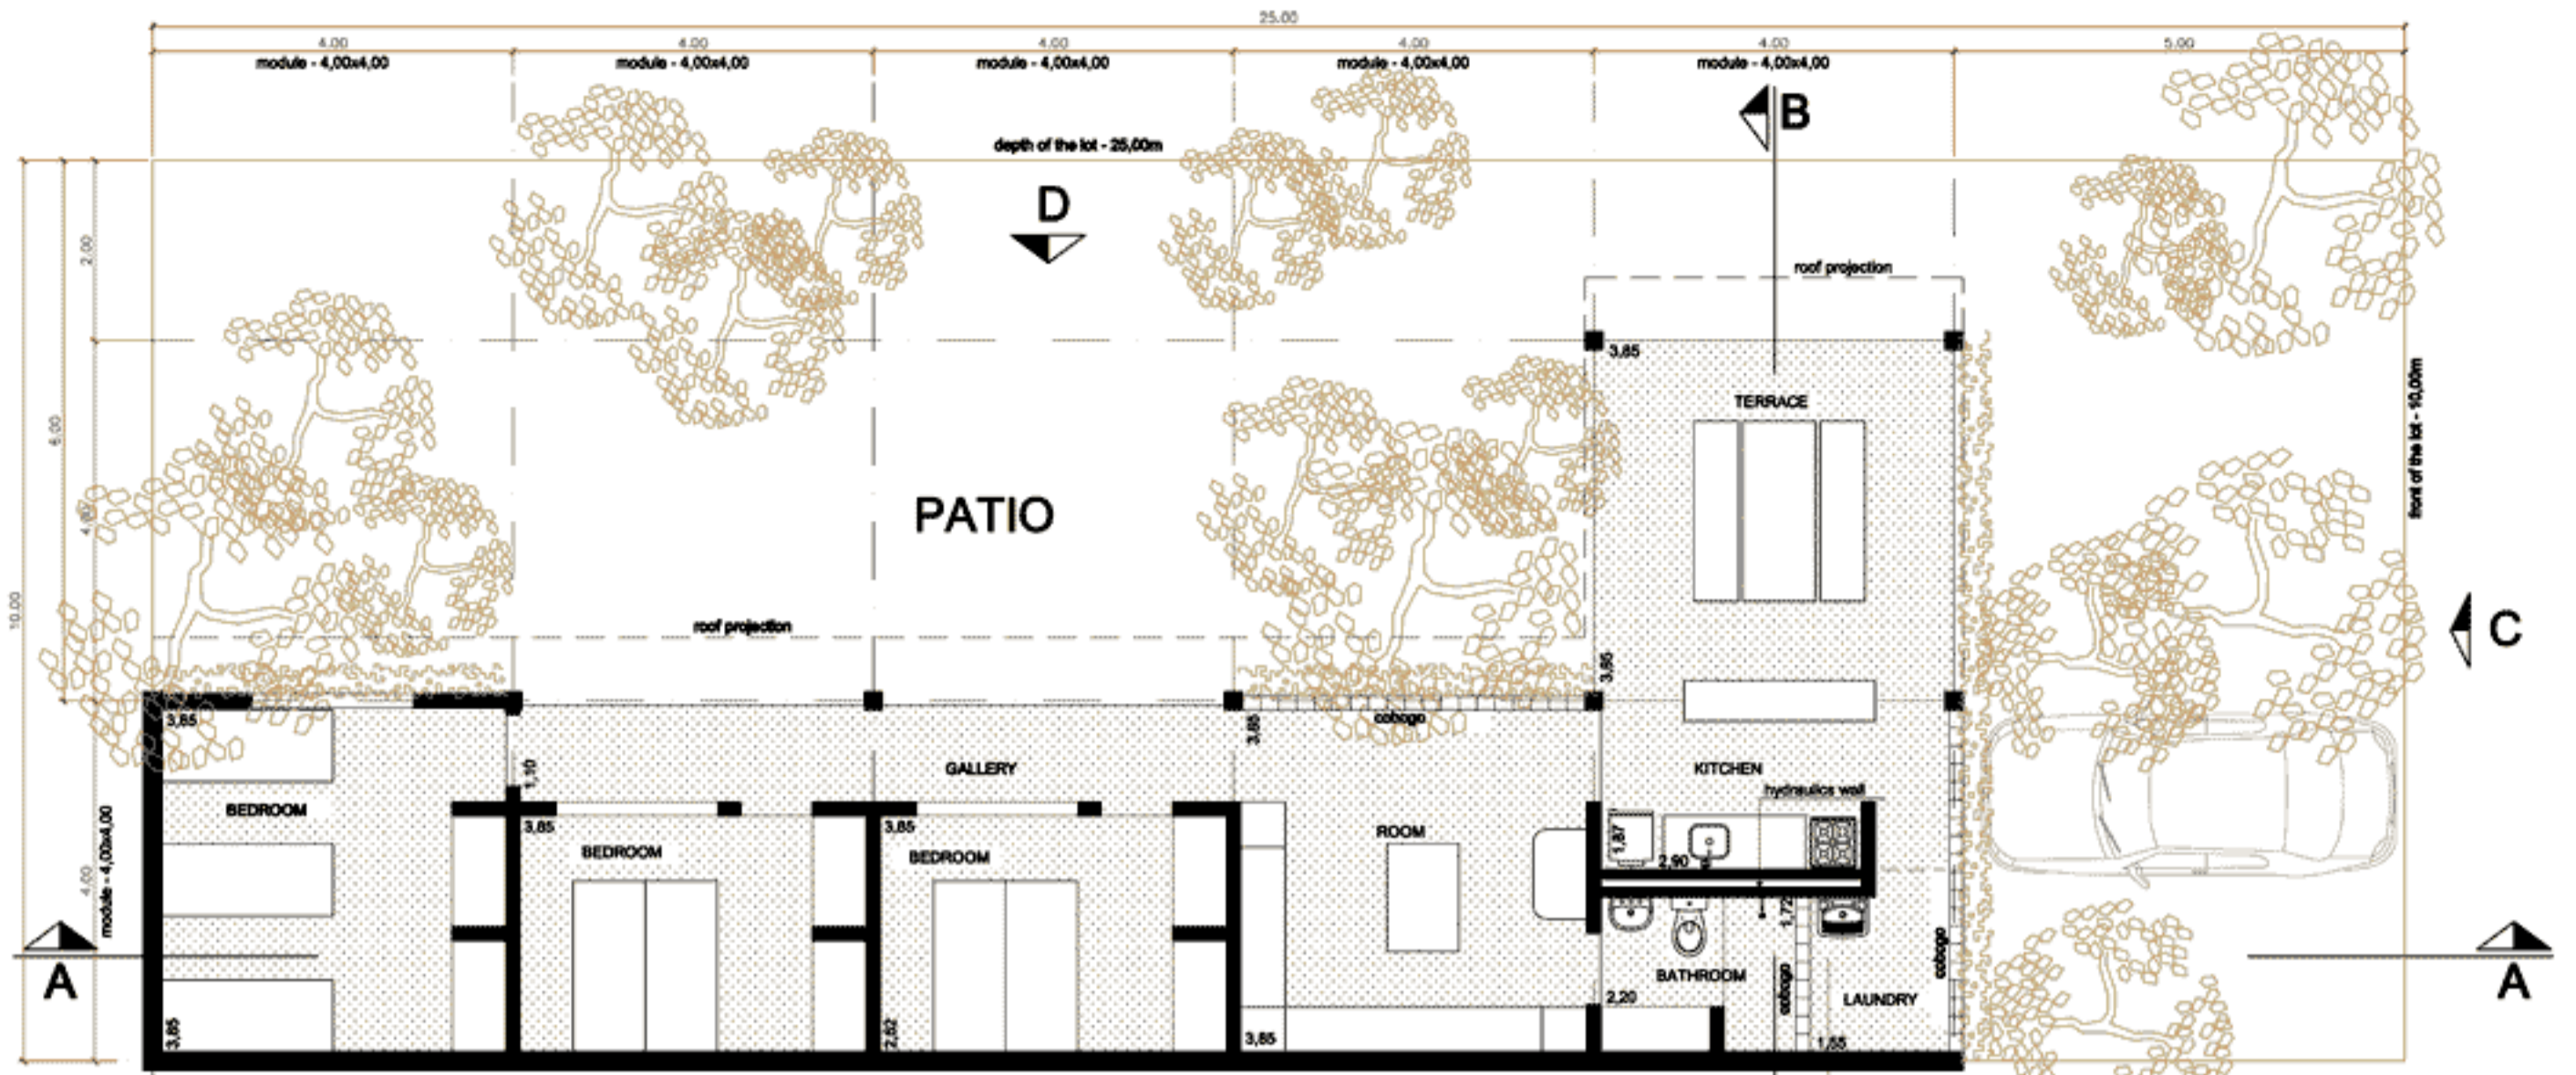 25.00
4.00 4.00 4.00 4.00 4.00 5.00
module - 4,00x4,00 module - 4,00x4,00 module - 4,00x4,00 module - 4,00x4,00 module - 4,00x4,00
B
depth of the lot - 25,00m
D
2.00
roof projection
3,85
TERRACE
front of the lot - 10,00m
6.00
4.00
PATIO
10.00
roof projection
C
3,85
3,85
cobogo
3,85
1,10
GALLERY
KITCHEN
hydraulics wall
BEDROOM
3,85
3,85
ROOM
1,87
BEDROOM
BEDROOM
2,90
4.00
module - 4,00x4,00
1,72
cobogo
A
BATHROOM
A
cobogo
2,20
LAUNDRY
3,85
2,52
3,85
1,55